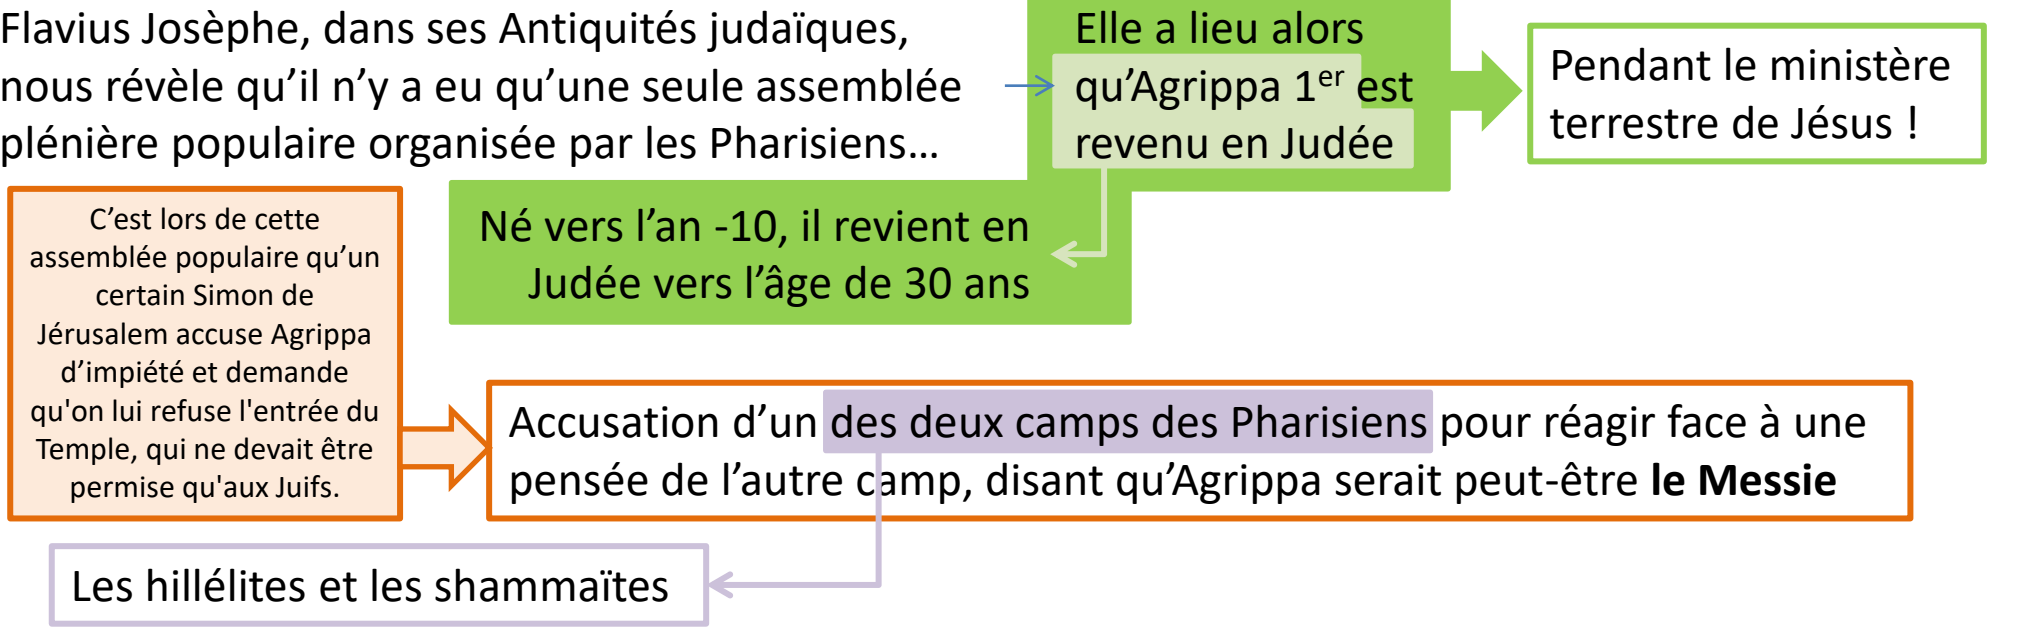 Flavius Josèphe, dans ses Antiquités judaïques,
nous révèle qu’il n’y a eu qu’une seule assemblée
plénière populaire organisée par les Pharisiens…
Elle a lieu alors
qu’Agrippa 1er est
revenu en Judée
Pendant le ministère
terrestre de Jésus !
Né vers l’an -10, il revient en
Judée vers l’âge de 30 ans
C’est lors de cette
assemblée populaire qu’un
certain Simon de
Jérusalem accuse Agrippa
d’impiété et demande
qu'on lui refuse l'entrée du
Temple, qui ne devait être
permise qu'aux Juifs.
Accusation d’un des deux camps des Pharisiens pour réagir face à une
pensée de l’autre camp, disant qu’Agrippa serait peut-être le Messie
Les hillélites et les shammaïtes